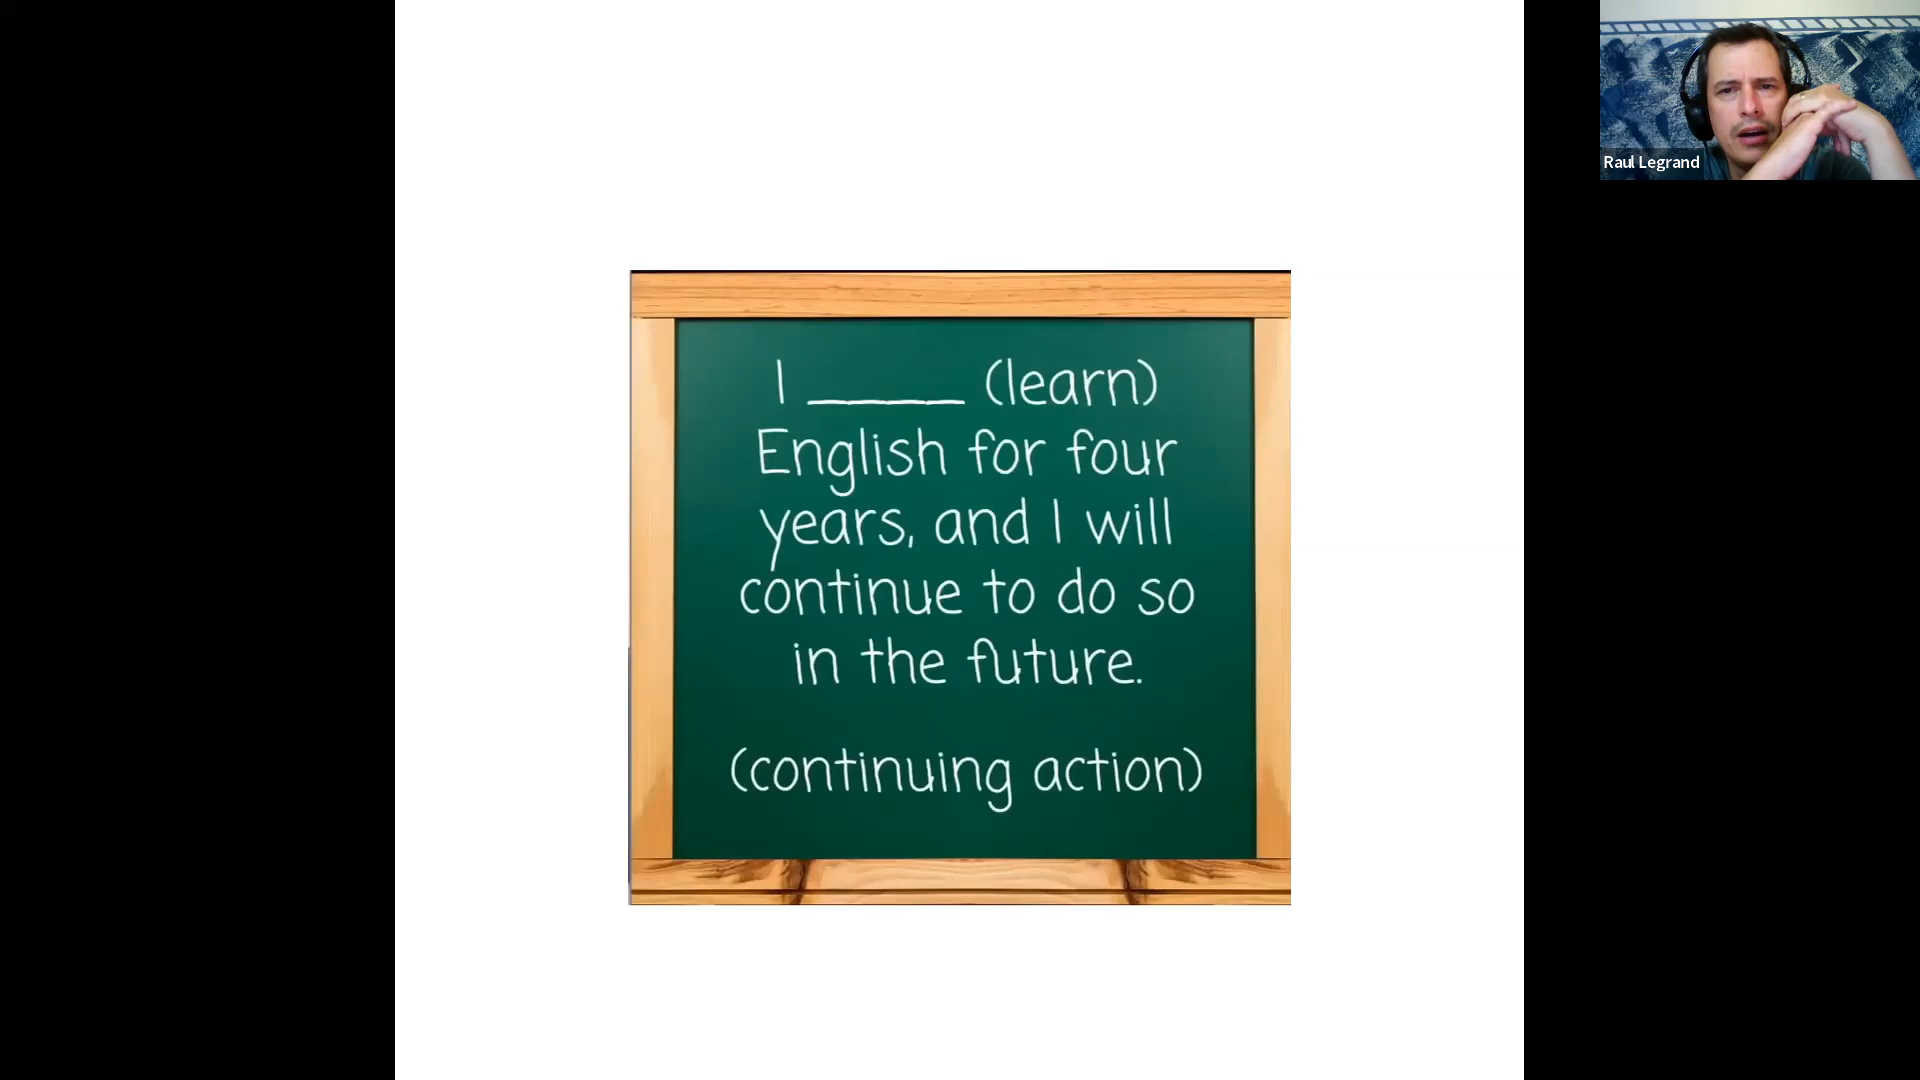 I _____ (learn)
English for four
years, and I will
continue to do so
in the future.
(continuing action)
Raul Legrand